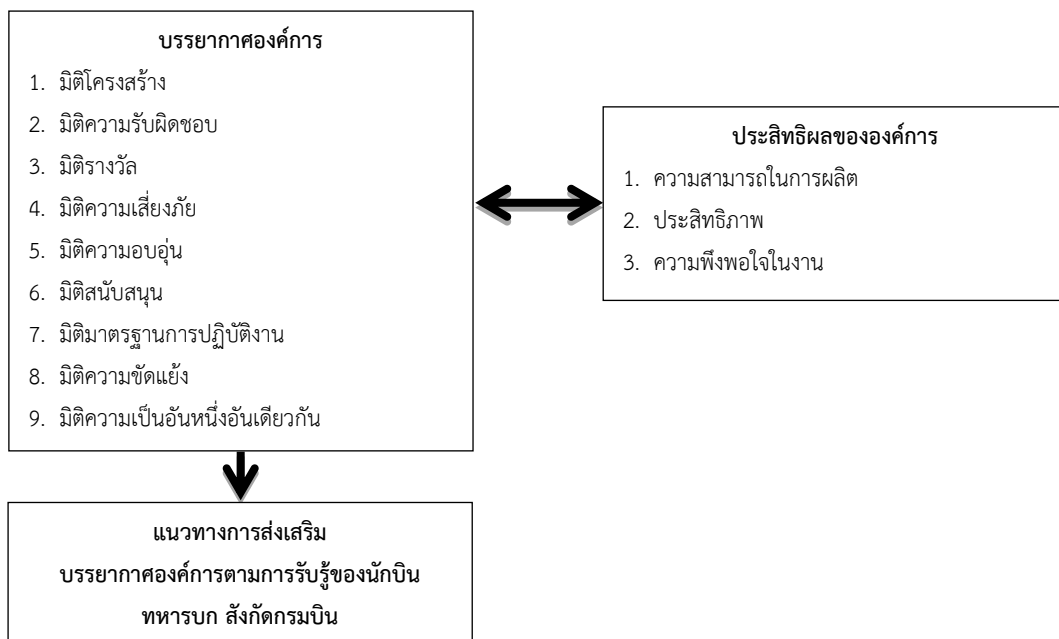 บรรยากาศองค์การ
1. มิติโครงสร้าง
2. มิติความรับผิดชอบ
3. มิติรางวัล
4. มิติความเสี่ยงภัย
5. มิติความอบอุ่น
6. มิติสนับสนุน
7. มิติมาตรฐานการปฏิบัติงาน
8. มิติความขัดแย้ง
9. มิติความเป็นอันหนึ่งอันเดียวกัน
ประสิทธิผลขององค์การ
1. ความสามารถในการผลิต
2. ประสิทธิภาพ
3. ความพึงพอใจในงาน
แนวทางการส่งเสริม
บรรยากาศองค์การตามการรับรู้ของนักบิน
ทหารบก สังกัดกรมบิน